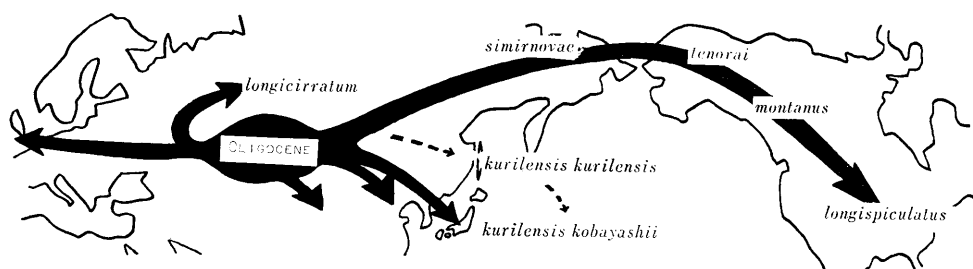 simirnovae
tenorai
longicirratum
montanus
OLIGOCENE
kurilensis kurilensis
longispiculatus
kurilensis kobayashii